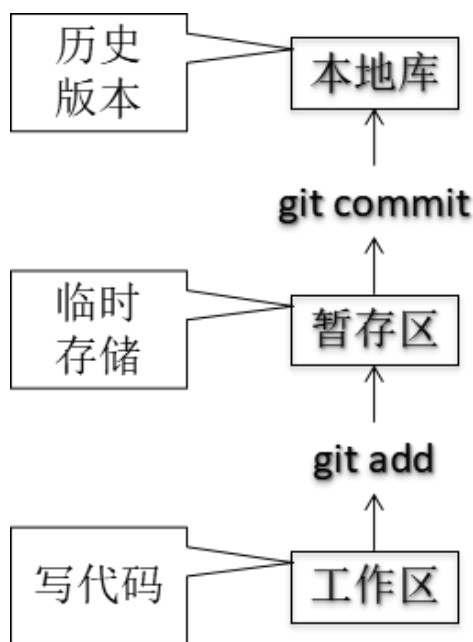 历史
版本
本地库
git commit
临时
存储
暂存区
git add
写代码
工作区